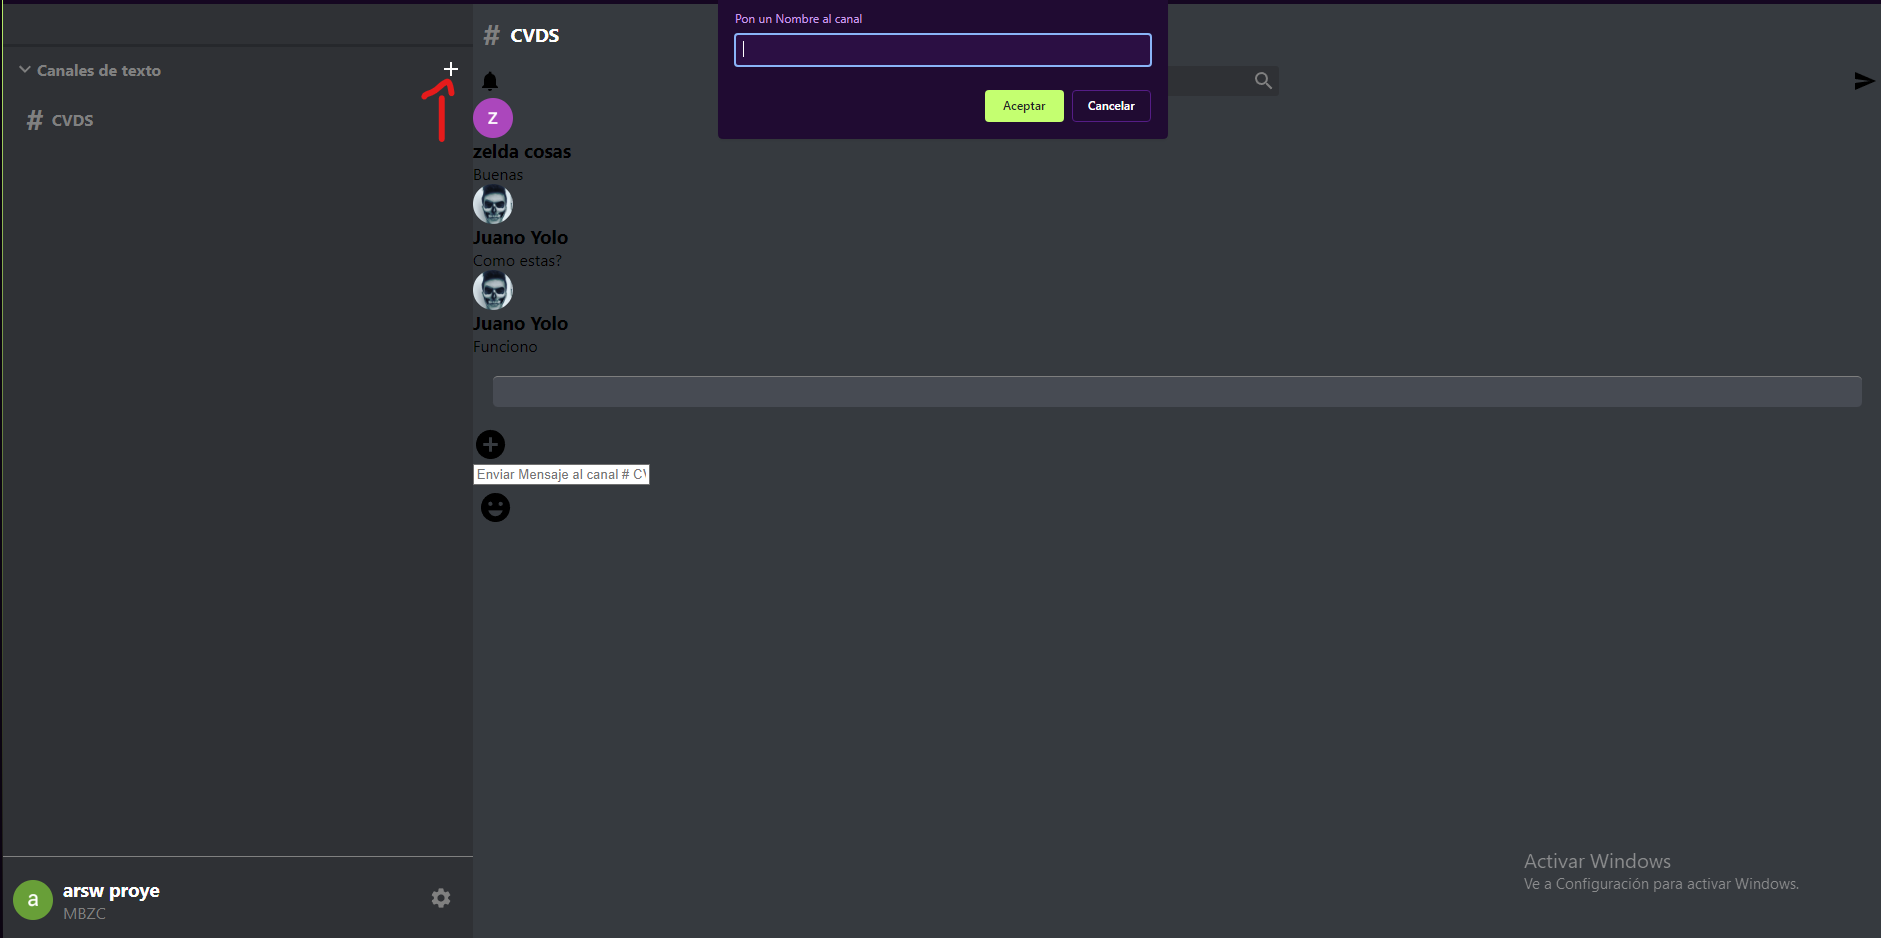 Canales de texto
# CVDS
a
arsw proye
MBZC
# CVDS
Pon un Nombre al canal
Aceptar
Cancelar
Z
zelda cosas
Buenas
Juano Yolo
Como estas?
Juano Yolo
Funciono
Enviar Mensaje al canal # CV
Activar Windows
Ve a Configuración para activar Windows.